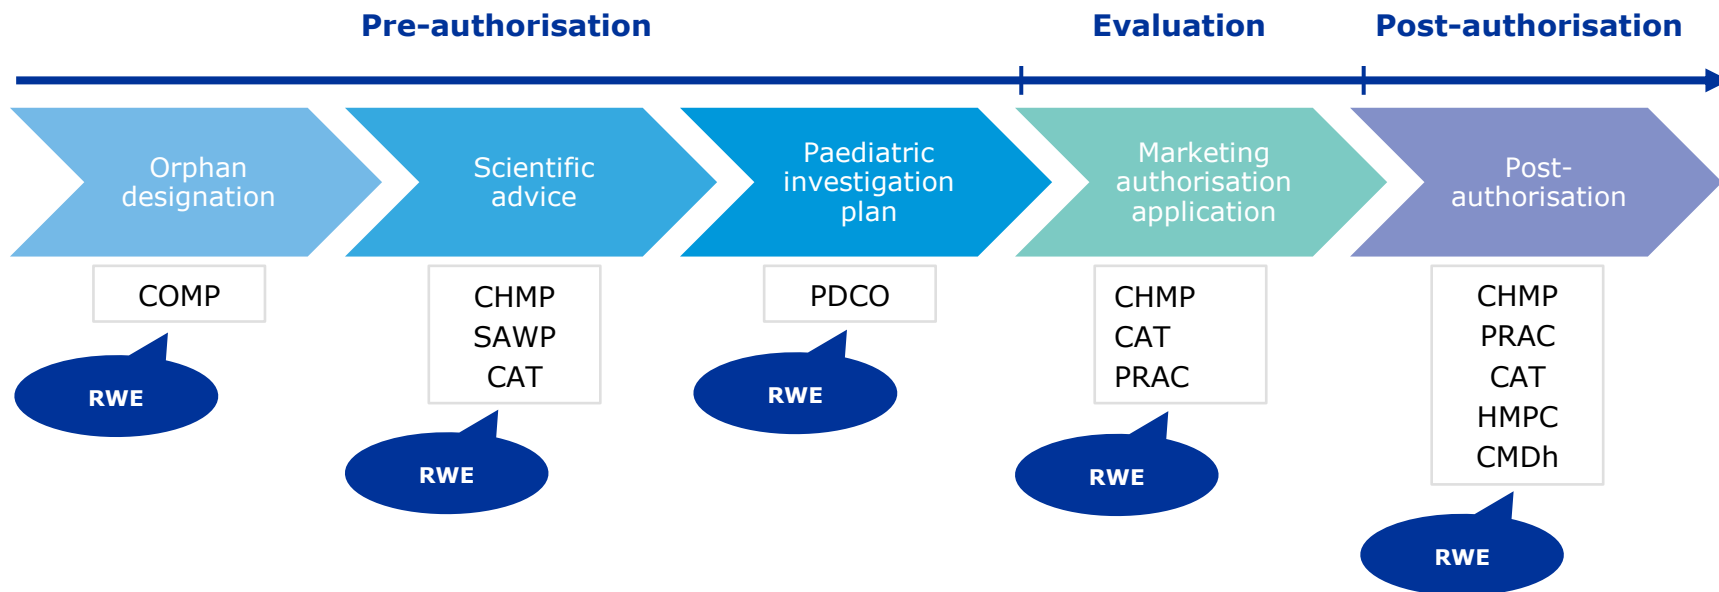 Pre-authorisation
Evaluation
Post-authorisation
Orphan
designation
Scientific
advice
Paediatric
investigation
plan
Marketing
authorisation
application
Post-
authorisation
COMP
RWE
CHMP
SAWP
CAT
RWE
PDCO
RWE
CHMP
CAT
PRAC
RWE
CHMP
PRAC
CAT
HMPC
CMDh
RWE